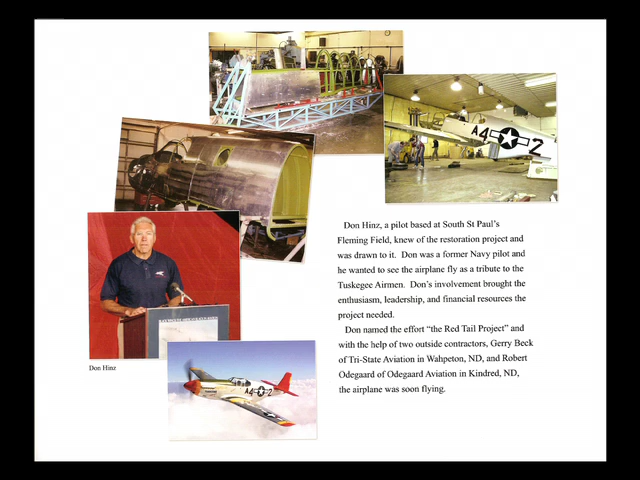 A4 2
Don Hinz, a pilot based at South St Paul's
Fleming Field, knew of the restoration project and
was drawn to it. Don was a former Navy pilot and
he wanted to see the airplane fly as a tribute to the
Tuskegee Airmen. Don's involvement brought the
enthusiasm, leadership, and financial resources the
project needed.
Don named the effort “the Red Tail Project” and
with the help of two outside contractors, Gerry Beck
of Tri-State Aviation in Wahpeton, ND, and Robert
Odegaard of Odegaard Aviation in Kindred, ND,
the airplane was soon flying.
Don Hinz
A4 2